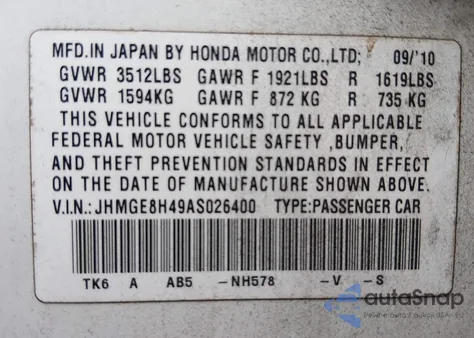 MFD.IN JAPAN BY HONDA MOTOR CO.,LTD; 09/'10
GVWR 3512LBS GAWR F 1921LBS R 1619LBS
GVWR 1594KG GAWR F 872 KG R 735 KG
THIS VEHICLE CONFORMS TO ALL APPLICABLE
FEDERAL MOTOR VEHICLE SAFETY ,BUMPER,
AND THEFT PREVENTION STANDARDS IN EFFECT
ON THE DATE OF MANUFACTURE SHOWN ABOVE.
V.I.N.:JHMGE8H49AS026400 TYPE:PASSENGER CAR
TK6 A AB5 -NH578 -V -S
autaSnap